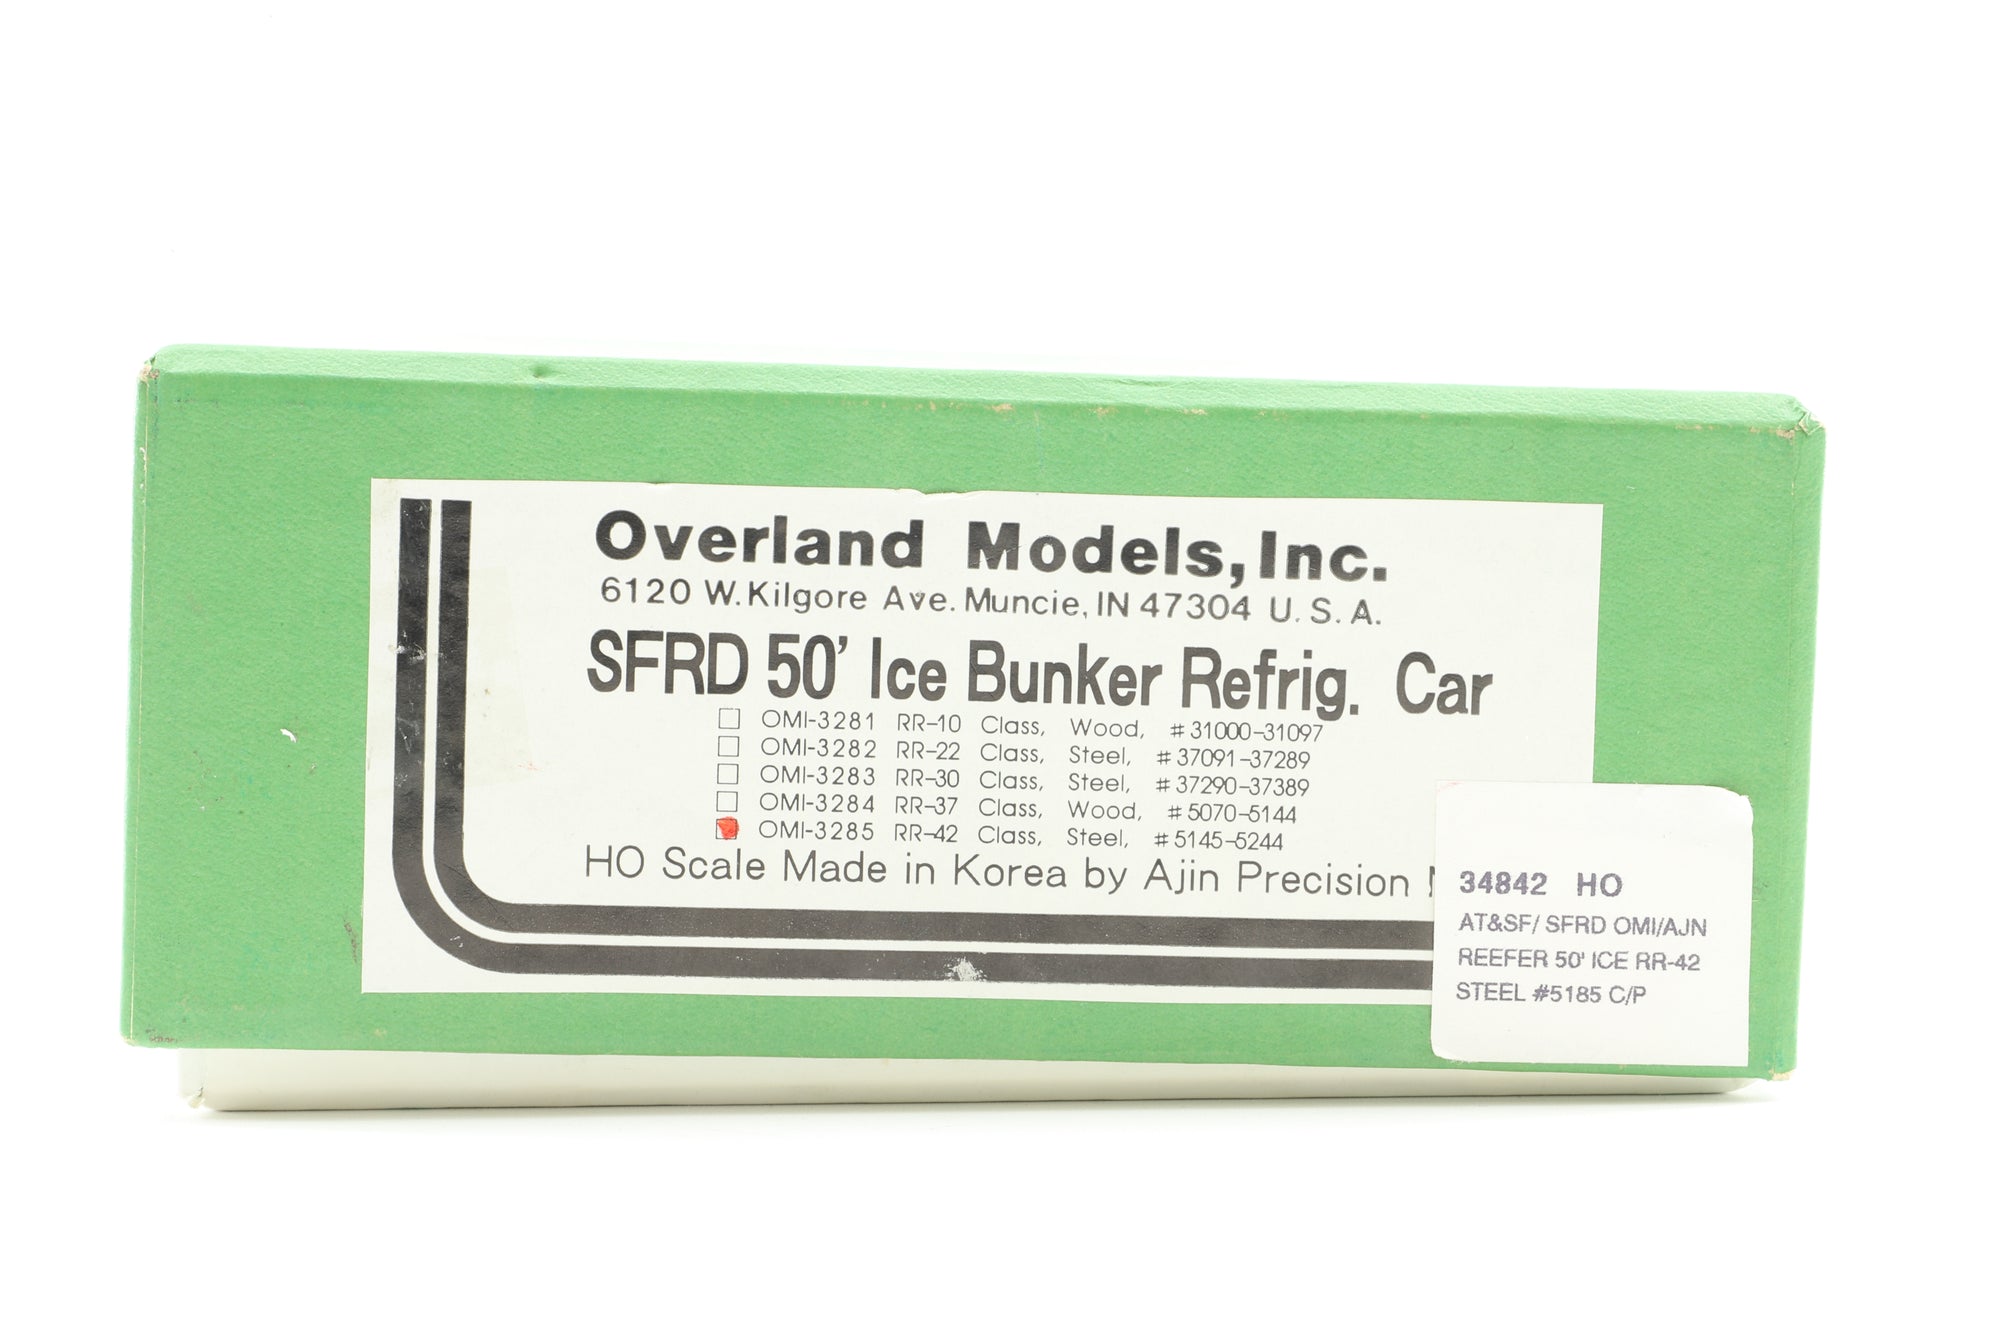 Overland Models, Inc.
6120 W. Kilgore Ave. Muncie, IN 47304 U. S. A.
SFRD 50' Ice Bunker Refrig. Car
OMI-3281 RR-10 Class, Wood, #31000-31097
OMI-3282 RR-22 Class, Steel, #37091-37289
OMI-3283 RR-30 Class, Steel, #37290-37389
OMI-3284 RR-37 Class, Wood, #5070-5144
OMI-3285 RR-42 Class, Steel, #5145-5244
HO Scale Made in Korea by Ajin Precision
34842 HO
AT&SF/ SFRD OMI/AJN
REEFER 50' ICE RR-42
STEEL #5185 C/P